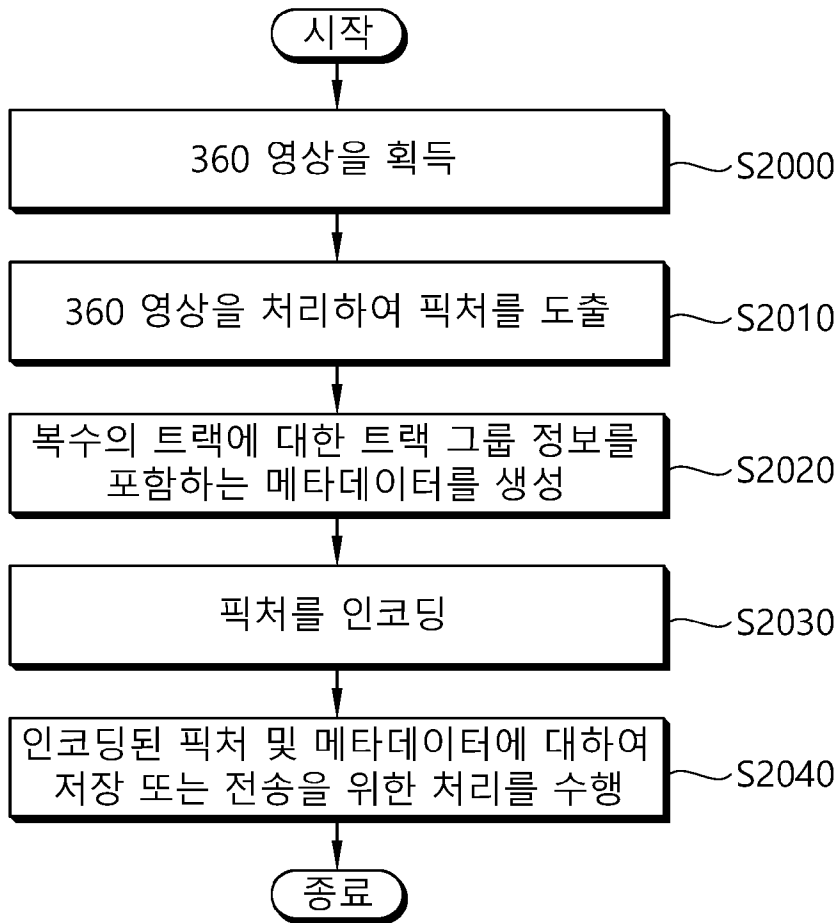 시작
360 영상을 획득
S2000
360 영상을 처리하여 픽처를 도출
S2010
복수의 트랙에 대한 트랙 그룹 정보를
포함하는 메타데이터를 생성
S2020
픽처를 인코딩
S2030
인코딩된 픽처 및 메타데이터에 대하여
저장 또는 전송을 위한 처리를 수행
S2040
종료